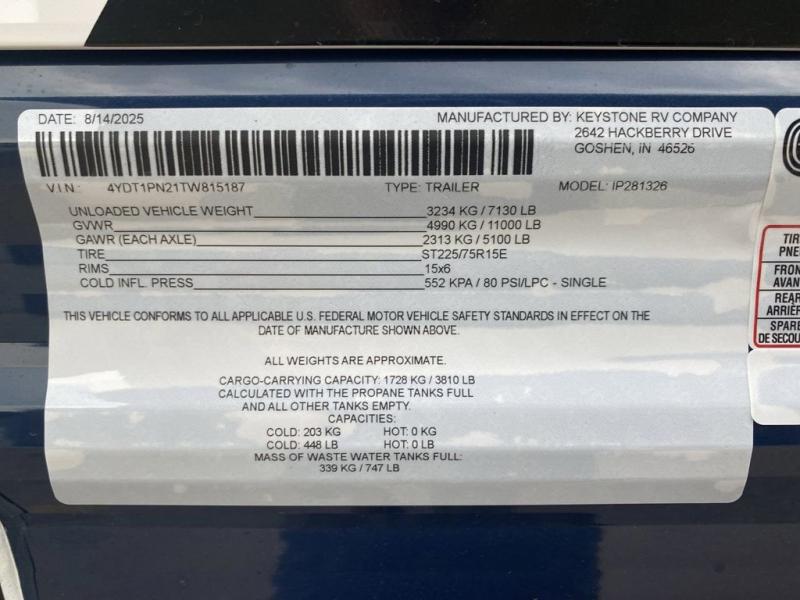 DATE: 8/14/2025
MANUFACTURED BY: KEYSTONE RV COMPANY
2642 HACKBERRY DRIVE
GOSHEN, IN 46526
VIN: 4YDT1PN21TW815187 TYPE: TRAILER MODEL: IP281326
UNLOADED VEHICLE WEIGHT 3234 KG / 7130 LB
GVWR 4990 KG / 11000 LB
GAWR (EACH AXLE) 2313 KG / 5100 LB
TIRE ST225/75R15E
RIMS 15x6
COLD INFL. PRESS 552 KPA / 80 PSI/LPC - SINGLE
THIS VEHICLE CONFORMS TO ALL APPLICABLE U.S. FEDERAL MOTOR VEHICLE SAFETY STANDARDS IN EFFECT ON THE
DATE OF MANUFACTURE SHOWN ABOVE.
ALL WEIGHTS ARE APPROXIMATE.
CARGO-CARRYING CAPACITY: 1728 KG / 3810 LB
CALCULATED WITH THE PROPANE TANKS FULL
AND ALL OTHER TANKS EMPTY.
CAPACITIES:
COLD: 203 KG HOT: 0 KG
COLD: 448 LB HOT: 0 LB
MASS OF WASTE WATER TANKS FULL:
339 KG / 747 LB
TIR
PNE
FRON
AVAN
REAR
ARRIÈR
SPARE
DE SECOU